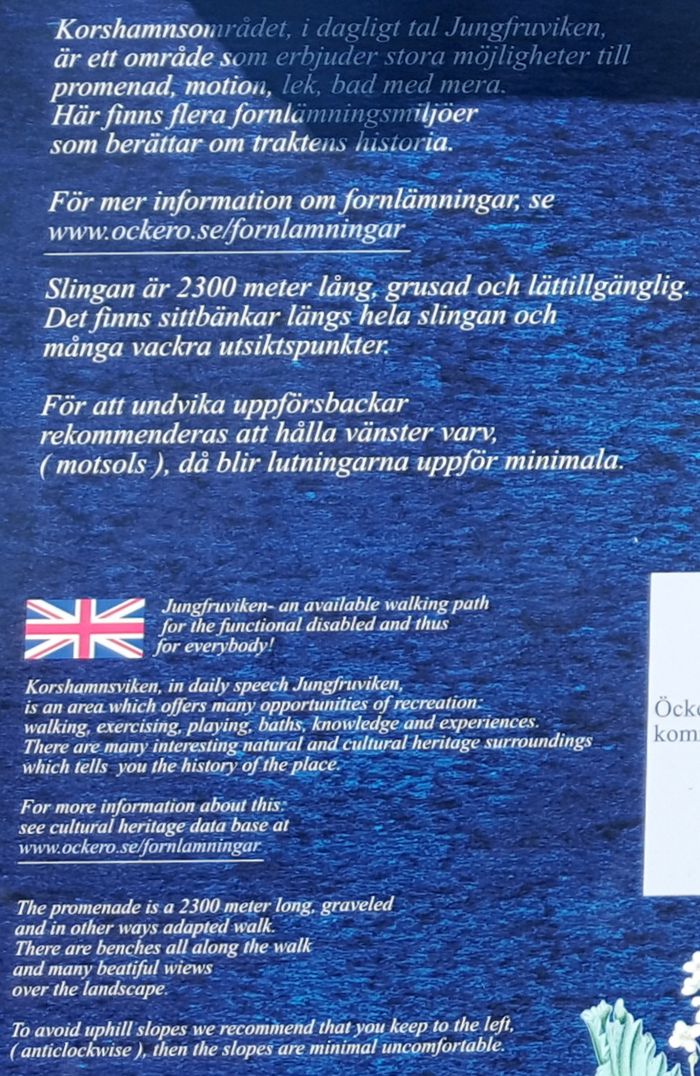 Korshamnsområdet, i dagligt tal Jungfruviken,
är ett område som erbjuder stora möjligheter till
promenad, motion, lek, bad med mera.
Här finns flera fornlämningsmiljöer
som berättar om traktens historia.
För mer information om fornlämningar, se
www.ockero.se/fornlamningar
Slingan är 2300 meter lång, grusad och lättillgänglig.
Det finns sittbänkar längs hela slingan och
många vackra utsiktspunkter.
För att undvika uppförsbackar
rekommenderas att hålla vänster varv,
( motsols ), då blir lutningarna uppför minimala.
Jungfruviken- an available walking path
for the functional disabled and thus
for everybody!
Korshamnsviken, in daily speech Jungfruviken,
is an area which offers many opportunities of recreation:
walking, exercising, playing, baths, knowledge and experiences.
There are many interesting natural and cultural heritage surroundings
which tells you the history of the place.
For more information about this:
see cultural heritage data base at
www.ockero.se/fornlamningar
The promenade is a 2300 meter long, graveled
and in other ways adapted walk.
There are benches all along the walk
and many beatiful wiews
over the landscape.
To avoid uphill slopes we recommend that you keep to the left,
( anticlockwise ), then the slopes are minimal uncomfortable.
Öcke
kom